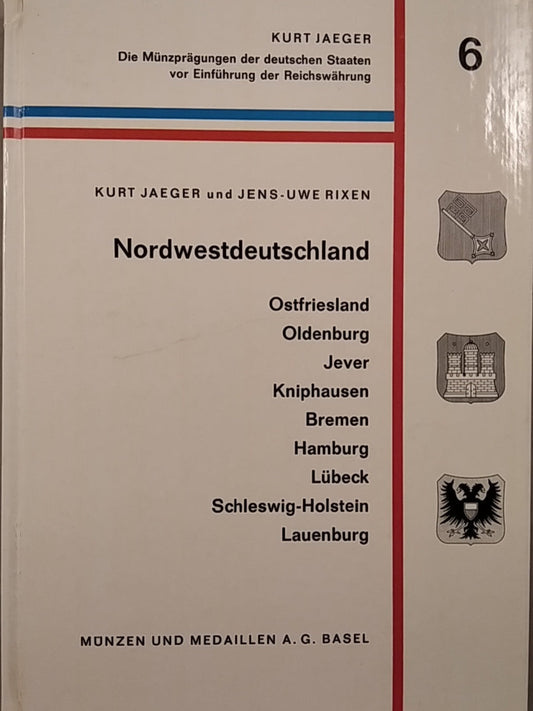 KURT JAEGER
Die Münzprägungen der deutschen Staaten
vor Einführung der Reichswährung
6
KURT JAEGER und JENS-UWE RIXEN
Nordwestdeutschland
Ostfriesland
Oldenburg
Jever
Kniphausen
Bremen
Hamburg
Lübeck
Schleswig-Holstein
Lauenburg
MÜNZEN UND MEDAILLEN A.G. BASEL